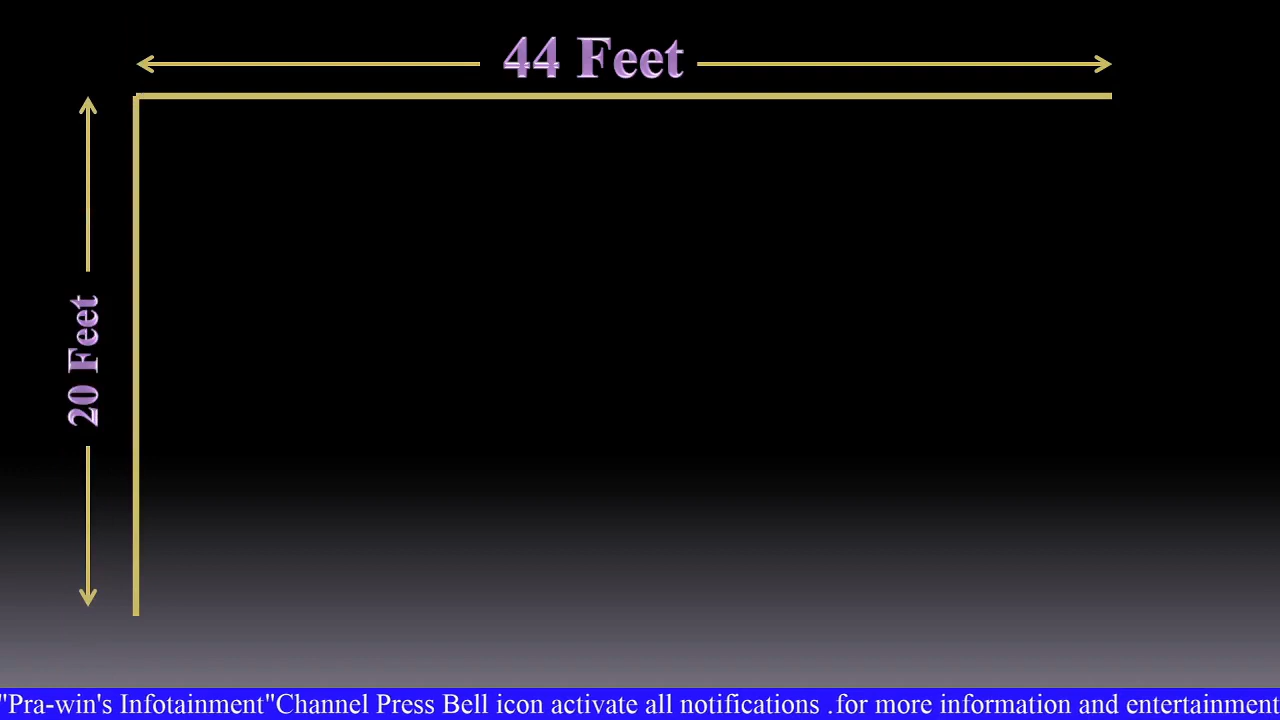 44 Feet
20 Feet
"Pra-win's Infotainment"Channel Press Bell icon activate all notifications .for more information and entertainment